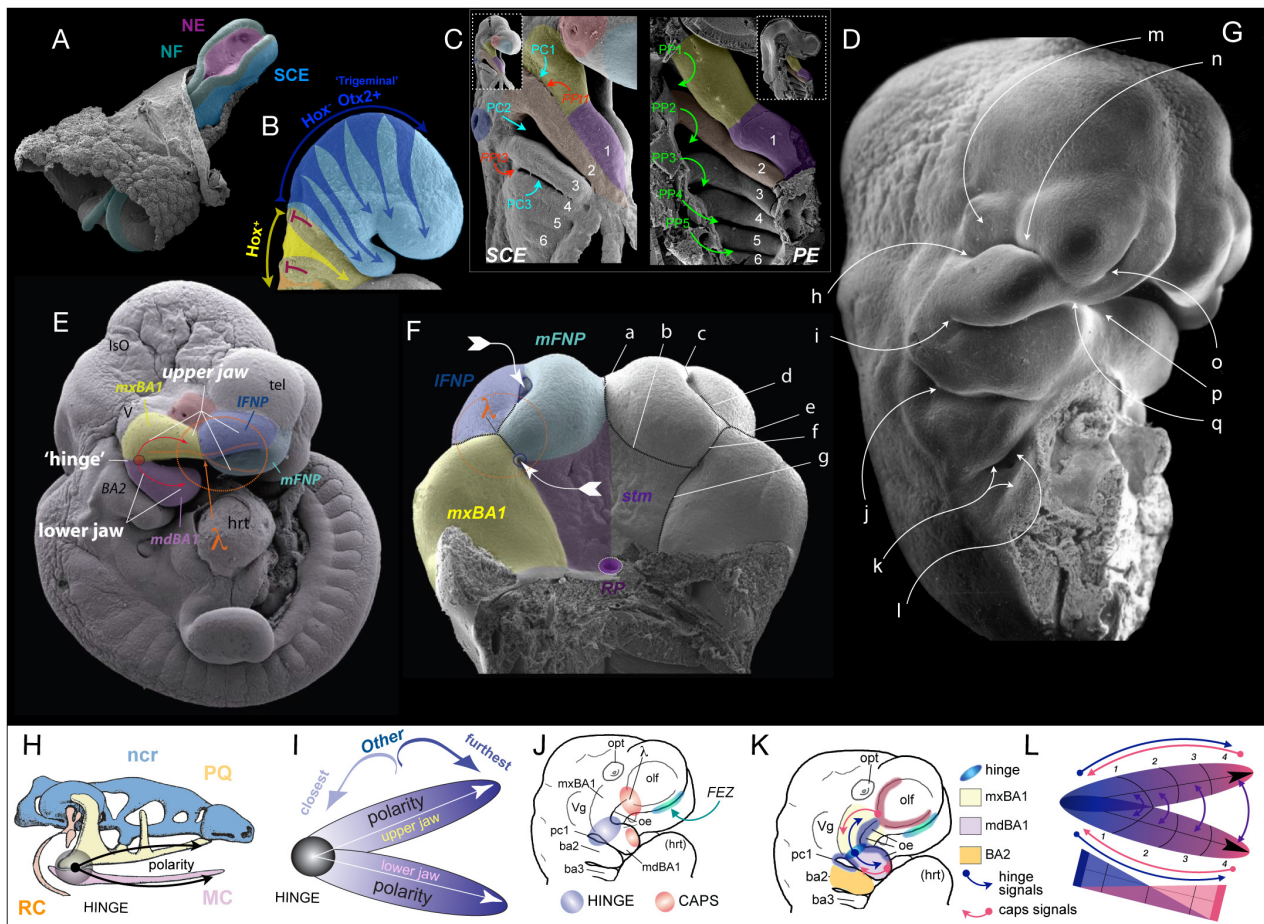 A
NE
NF
SCE
B
'Trigeminal'
Hox- Otx2+
Hox+
C
PC1
PPt1
PC2
PC3
1
2
3
4
5
6
SCE
PP1
PP2
PP3
PP4
PP5
1
2
3
4
5
6
PE
D
G
m
n
h
i
j
k
l
o
p
q
E
IsO
upper jaw
tel
mxBA1
lFNP
V
'hinge'
mFNP
BA2
lower jaw
hrt
mdBA1
λ
F
mFNP
lFNP
λ
a
b
c
d
e
f
g
stm
mxBA1
RP
H
ncr
PQ
polarity
MC
RC
HINGE
I
Other
closest
furthest
polarity
upper jaw
lower jaw
polarity
HINGE
J
opt
λ
mxBA1
olf
Vg
FEZ
pc1
oe
ba2
(hrt)
ba3
mdBA1
HINGE
CAPS
K
opt
olf
Vg
oe
pc1
ba2
(hrt)
ba3
hinge
mxBA1
mdBA1
BA2
hinge signals
caps signals
L
1
2
3
4
1
2
3
4